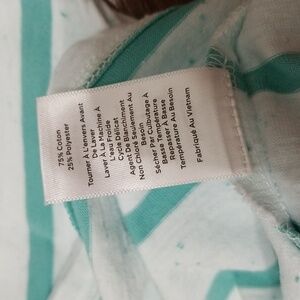 75% Cotton
25% Polyester
Tourner À L'envers Avant
De Laver
Laver À La Machine À
L'eau Froide
Cycle Délicat
Agent De Blanchiment
Non Chloré Seulement Au
Besoin
Sécher Par Culbutage À
Basse Température
Repasser À Basse
Température Au Besoin
Fabriqué Au Vietnam